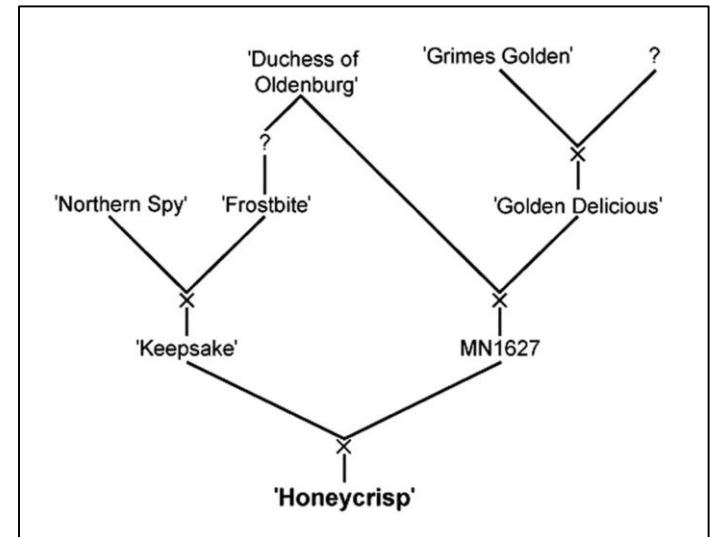 'Duchess of
Oldenburg'
'Grimes Golden'
?
?
×
'Northern Spy'
'Frostbite'
'Golden Delicious'
×
×
'Keepsake'
MN1627
×
'Honeycrisp'